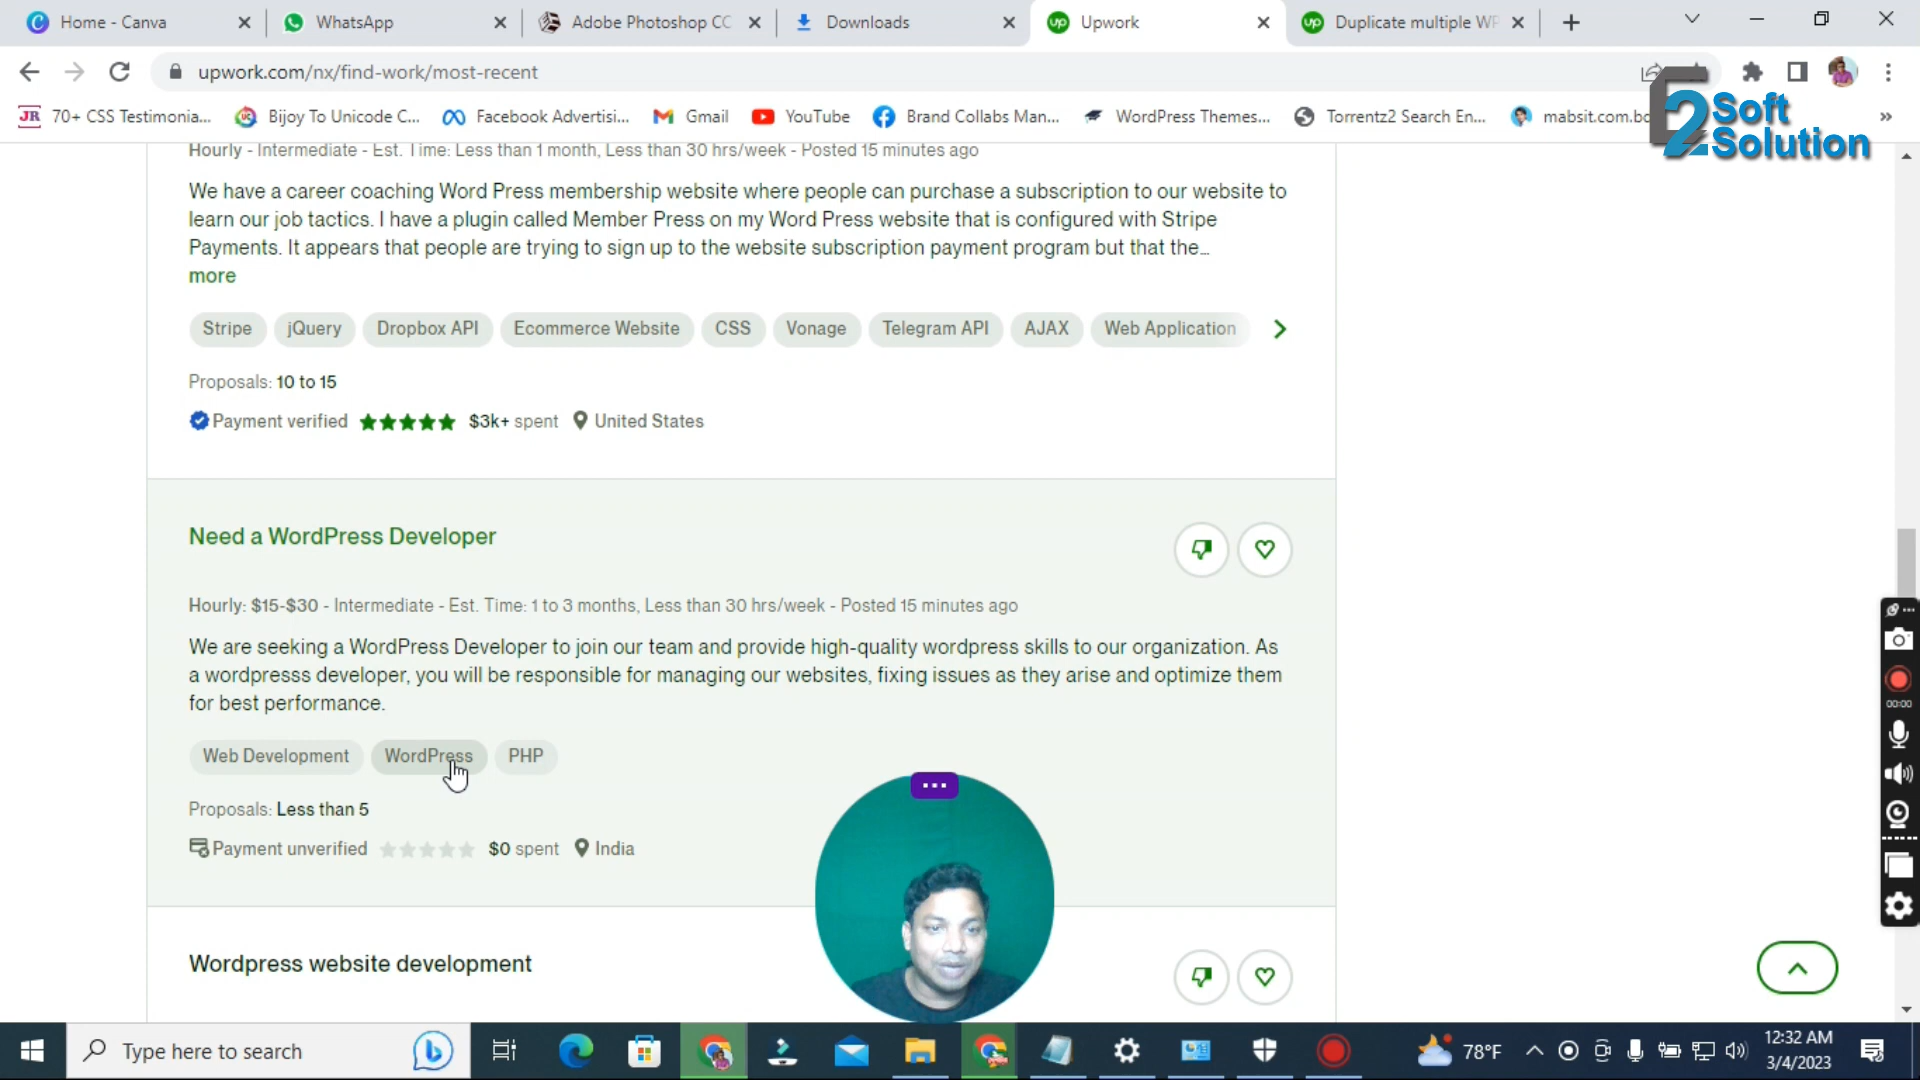 Home - Canva
WhatsApp
Adobe Photoshop CC
Downloads
Upwork
Duplicate multiple WP
upwork.com/nx/find-work/most-recent
70+ CSS Testimonia...
Bijoy To Unicode C...
Facebook Advertisi...
Gmail
YouTube
Brand Collabs Man...
WordPress Themes...
Torrentz2 Search En...
mabsit.com.bd
2 Soft
Solution
Hourly - Intermediate - Est. Time: Less than 1 month, Less than 30 hrs/week - Posted 15 minutes ago
We have a career coaching Word Press membership website where people can purchase a subscription to our website to
learn our job tactics. I have a plugin called Member Press on my Word Press website that is configured with Stripe
Payments. It appears that people are trying to sign up to the website subscription payment program but that the...
more
Stripe jQuery Dropbox API Ecommerce Website CSS Vonage Telegram API AJAX Web Application
Proposals: 10 to 15
Payment verified $3k+ spent United States
Need a WordPress Developer
Hourly: $15-$30 - Intermediate - Est. Time: 1 to 3 months, Less than 30 hrs/week - Posted 15 minutes ago
We are seeking a WordPress Developer to join our team and provide high-quality wordpress skills to our organization. As
a wordpresss developer, you will be responsible for managing our websites, fixing issues as they arise and optimize them
for best performance.
Web Development WordPress PHP
Proposals: Less than 5
Payment unverified $0 spent India
Wordpress website development
00:00
Type here to search
78°F
12:32 AM
3/4/2023